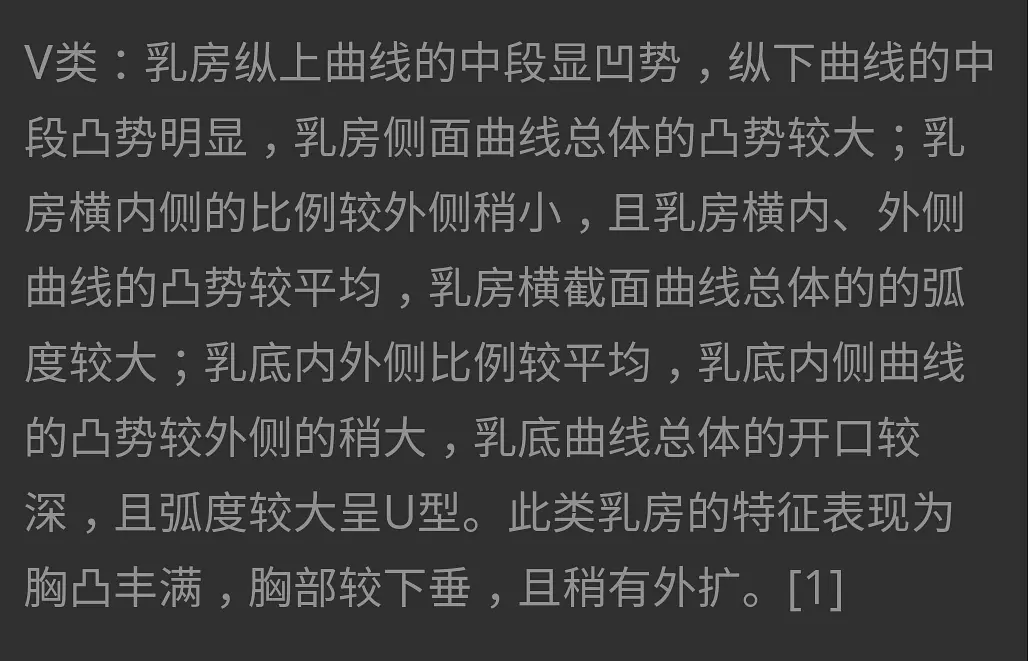 V类：乳房纵上曲线的中段显凹势，纵下曲线的中
段凸势明显，乳房侧面曲线总体的凸势较大；乳
房横内侧的比例较外侧稍小，且乳房横内、外侧
曲线的凸势较平均，乳房横截面曲线总体的的弧
度较大；乳底内外侧比例较平均，乳底内侧曲线
的凸势较外侧的稍大，乳底曲线总体的开口较
深，且弧度较大呈U型。此类乳房的特征表现为
胸凸丰满，胸部较下垂，且稍有外扩。[1]